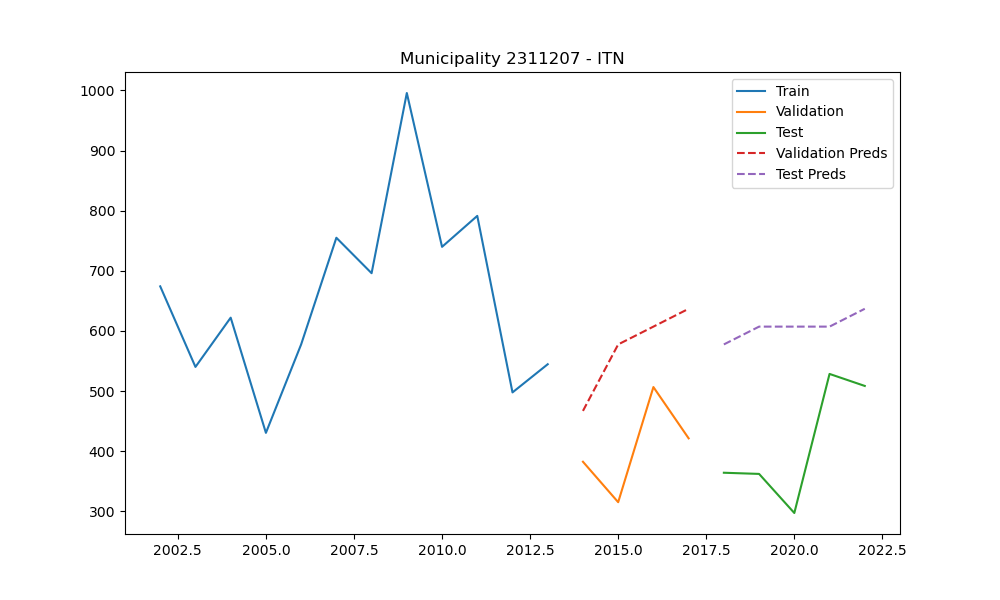 Municipality 2311207 - ITN
1000
900
800
700
600
500
400
300
2002.5 2005.0 2007.5 2010.0 2012.5 2015.0 2017.5 2020.0 2022.5
Train
Validation
Test
Validation Preds
Test Preds